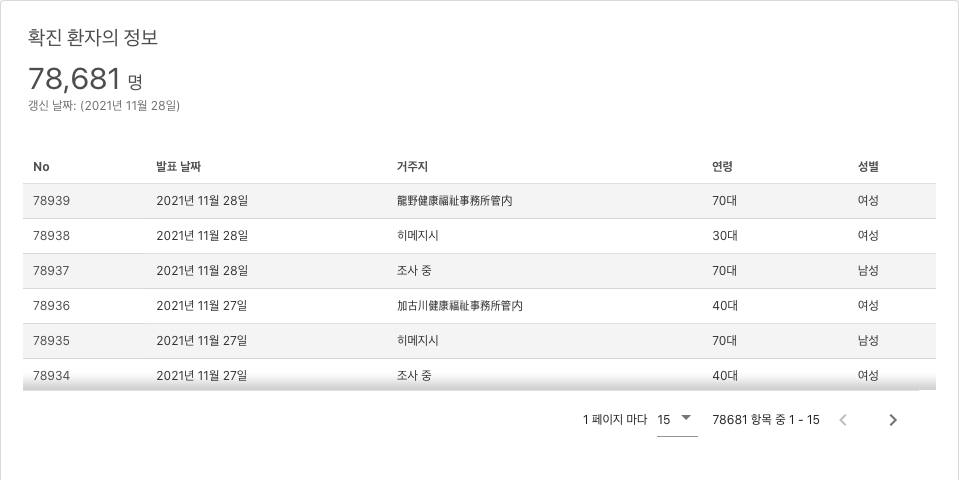 확진 환자의 정보
78,681 명
갱신 날짜: (2021년 11월 28일)
No 발표 날짜 거주지 연령 성별
78939 2021년 11월 28일 龍野健康福祉事務所管内 70대 여성
78938 2021년 11월 28일 히메지시 30대 여성
78937 2021년 11월 28일 조사 중 70대 남성
78936 2021년 11월 27일 加古川健康福祉事務所管内 40대 여성
78935 2021년 11월 27일 히메지시 70대 남성
78934 2021년 11월 27일 조사 중 40대 여성
1 페이지 마다 15 78681 항목 중 1 - 15